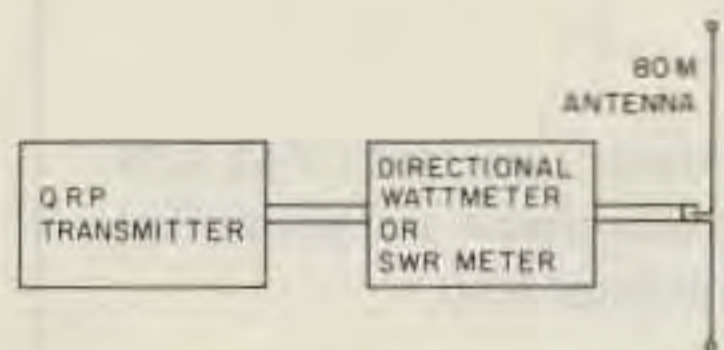 80 M
ANTENNA
QRP
TRANSMITTER
DIRECTIONAL
WATTMETER
OR
SWR METER